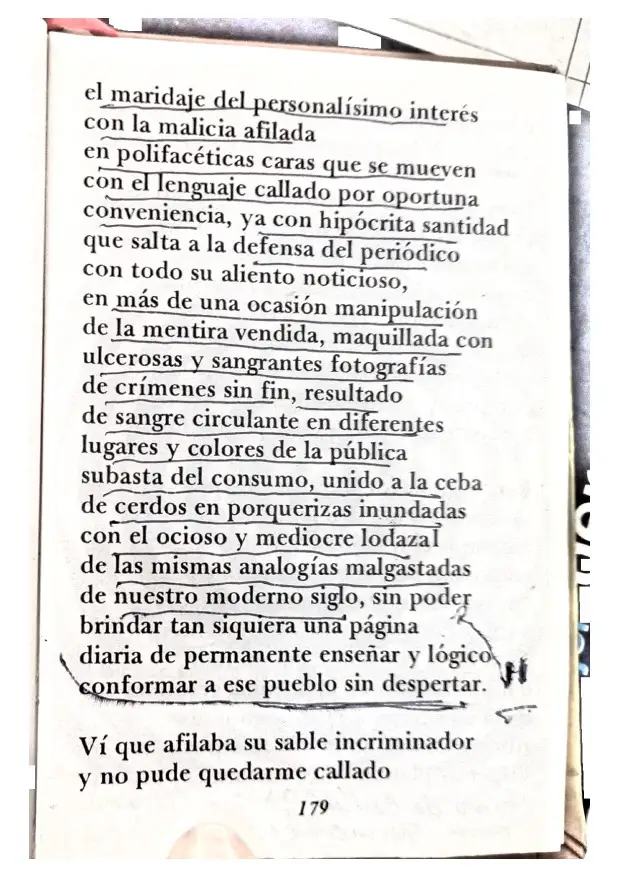 el maridaje del personalísimo interés
con la malicia afilada
en polifacéticas caras que se mueven
con el lenguaje callado por oportuna
conveniencia, ya con hipócrita santidad
que salta a la defensa del periódico
con todo su aliento noticioso,
en más de una ocasión manipulación
de la mentira vendida, maquillada con
ulcerosas y sangrantes fotografías
de crímenes sin fin, resultado
de sangre circulante en diferentes
lugares y colores de la pública
subasta del consumo, unido a la ceba
de cerdos en porquerizas inundadas
con el ocioso y mediocre lodazal
de las mismas analogías malgastadas
de nuestro moderno siglo, sin poder
brindar tan siquiera una página
diaria de permanente enseñar y lógico
conformar a ese pueblo sin despertar.
Ví que afilaba su sable incriminador
y no pude quedarme callado
179